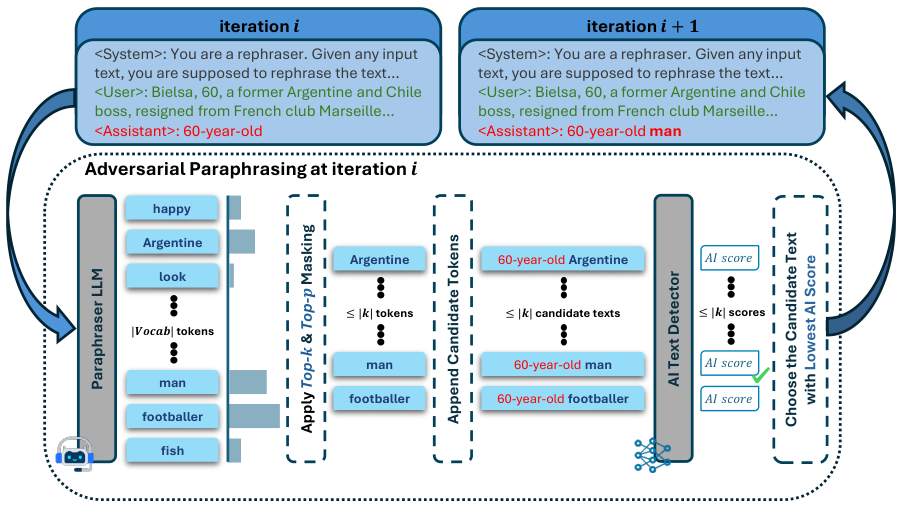 iteration i
<System>: You are a rephraser. Given any input
text, you are supposed to rephrase the text...
<User>: Bielsa, 60, a former Argentine and Chile
boss, resigned from French club Marseille...
<Assistant>: 60-year-old
iteration i + 1
<System>: You are a rephraser. Given any input
text, you are supposed to rephrase the text...
<User>: Bielsa, 60, a former Argentine and Chile
boss, resigned from French club Marseille...
<Assistant>: 60-year-old man
Adversarial Paraphrasing at iteration i
Paraphraser LLM
happy
Argentine
look
|Vocab| tokens
man
footballer
fish
Apply Top-k & Top-p Masking
Argentine
≤ |k| tokens
man
footballer
Append Candidate Tokens
60-year-old Argentine
≤ |k| candidate texts
60-year-old man
60-year-old footballer
AI Text Detector
AI score
≤ |k| scores
AI score
AI score
Choose the Candidate Text
with Lowest AI Score